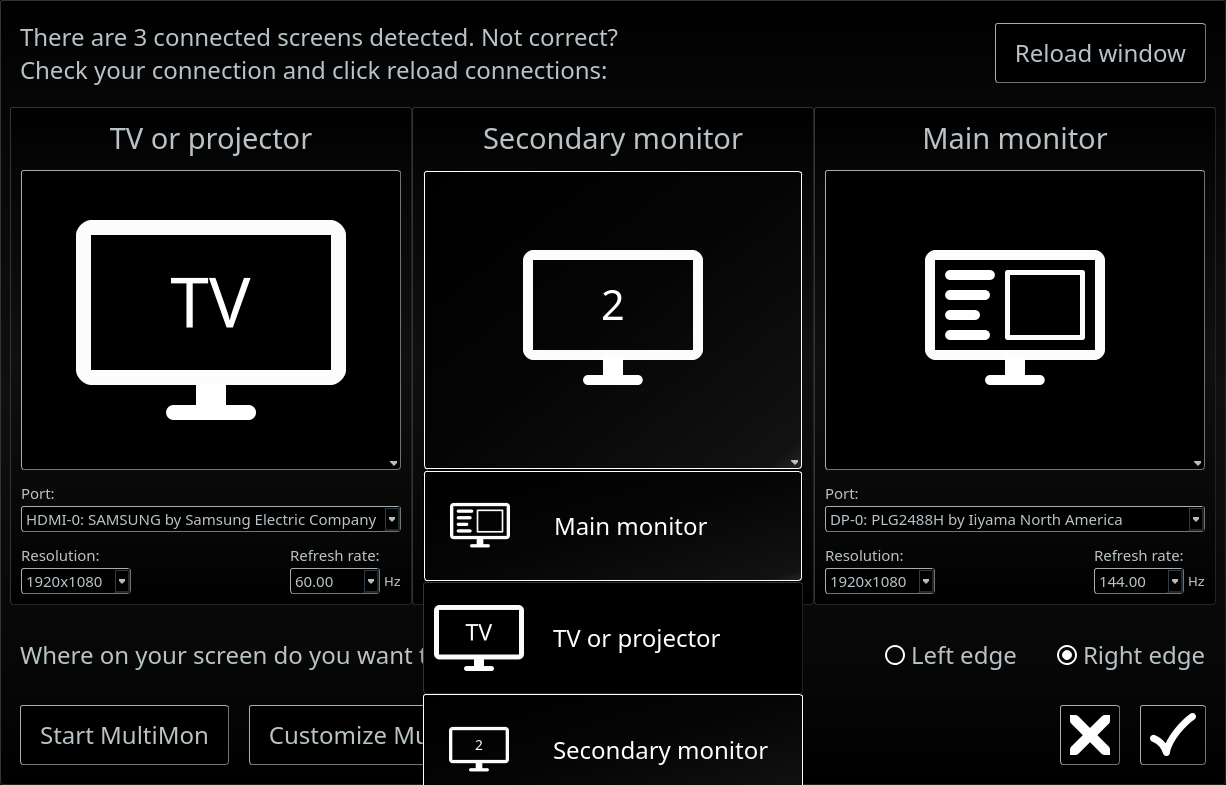 There are 3 connected screens detected. Not correct?
Check your connection and click reload connections:
Reload window
TV or projector
Secondary monitor
Main monitor
TV
2
Port:
Port:
HDMI-0: SAMSUNG by Samsung Electric Company
DP-0: PLG2488H by Iiyama North America
Main monitor
Resolution:
Refresh rate:
Resolution:
Refresh rate:
1920x1080
60.00
Hz
1920x1080
144.00
Hz
TV
TV or projector
Where on your screen do you want
Left edge
Right edge
Start MultiMon
Customize Mu
2
Secondary monitor